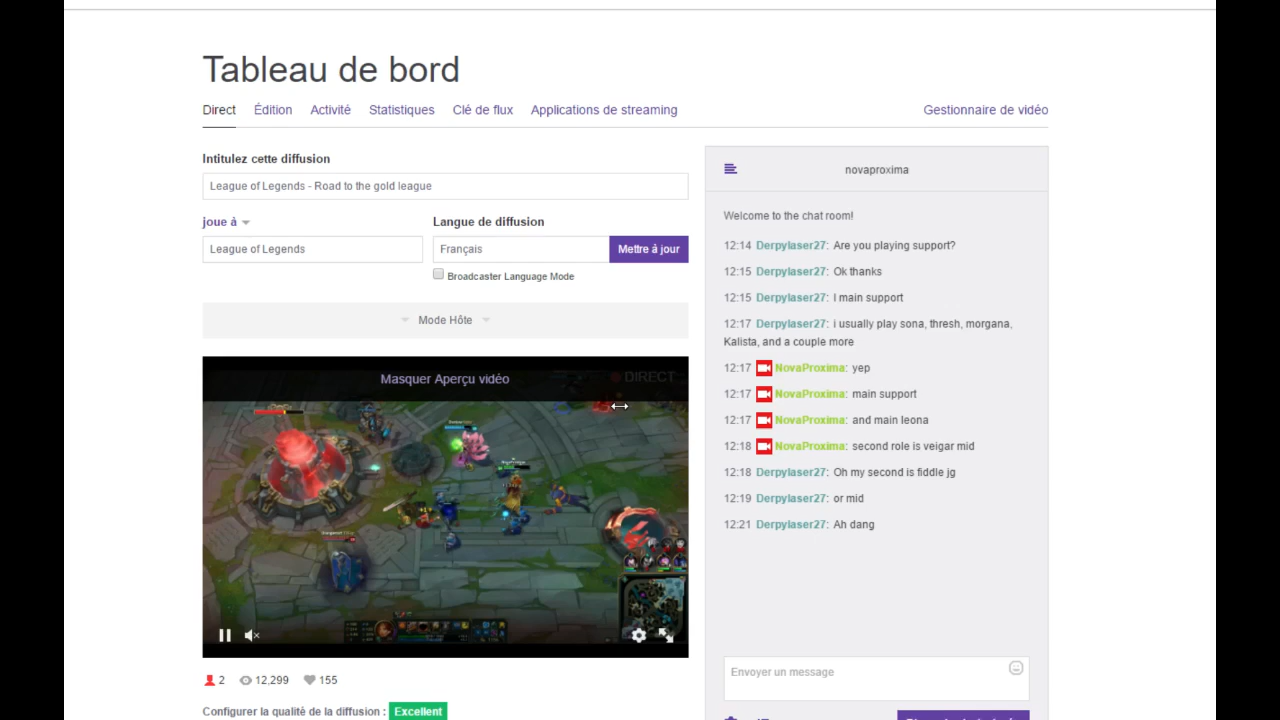 Tableau de bord
Direct Édition Activité Statistiques Clé de flux Applications de streaming Gestionnaire de vidéo
Intitulez cette diffusion
League of Legends - Road to the gold league
joue à
Langue de diffusion
League of Legends
Français
Mettre à jour
Broadcaster Language Mode
Mode Hôte
Masquer Aperçu vidéo
DIRECT
2 12,299 155
Configurer la qualité de la diffusion : Excellent
novaproxima
Welcome to the chat room!
12:14 Derpylaser27: Are you playing support?
12:15 Derpylaser27: Ok thanks
12:15 Derpylaser27: I main support
12:17 Derpylaser27: i usually play sona, thresh, morgana,
Kalista, and a couple more
12:17 NovaProxima: yep
12:17 NovaProxima: main support
12:17 NovaProxima: and main leona
12:18 NovaProxima: second role is veigar mid
12:18 Derpylaser27: Oh my second is fiddle jg
12:19 Derpylaser27: or mid
12:21 Derpylaser27: Ah dang
Envoyer un message